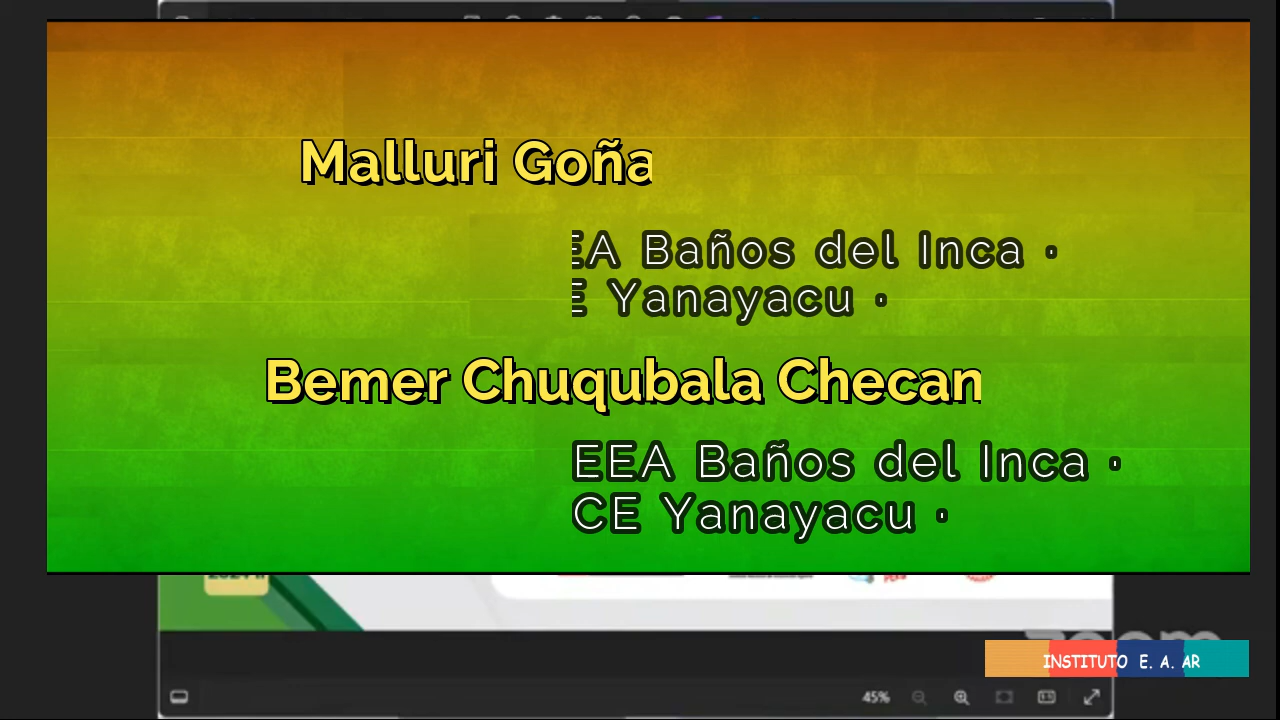 Malluri Goña
EA Baños del Inca ·
E Yanayacu ·
Bemer Chuqubala Checan
EEA Baños del Inca ·
CE Yanayacu ·
zoom
INSTITUTO E. A. AR
45%